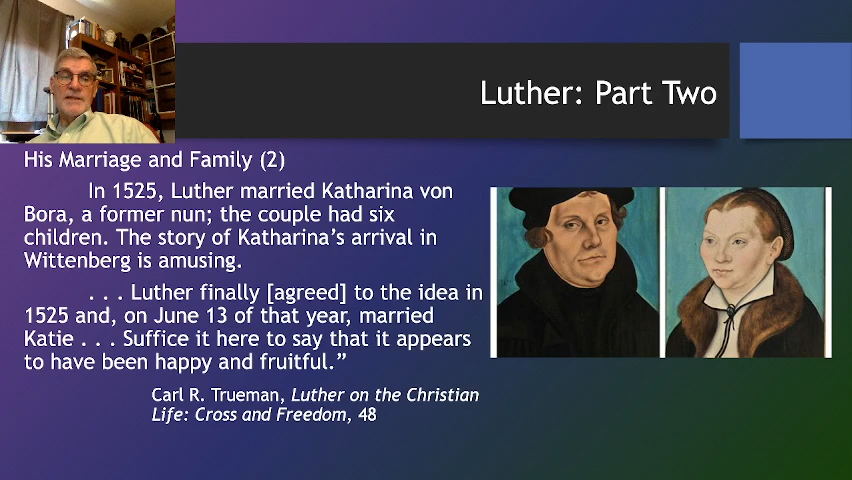 Luther: Part Two
His Marriage and Family (2)
In 1525, Luther married Katharina von
Bora, a former nun; the couple had six
children. The story of Katharina's arrival in
Wittenberg is amusing.
. . . Luther finally [agreed] to the idea in
1525 and, on June 13 of that year, married
Katie . . . Suffice it here to say that it appears
to have been happy and fruitful.”
Carl R. Trueman, Luther on the Christian
Life: Cross and Freedom, 48